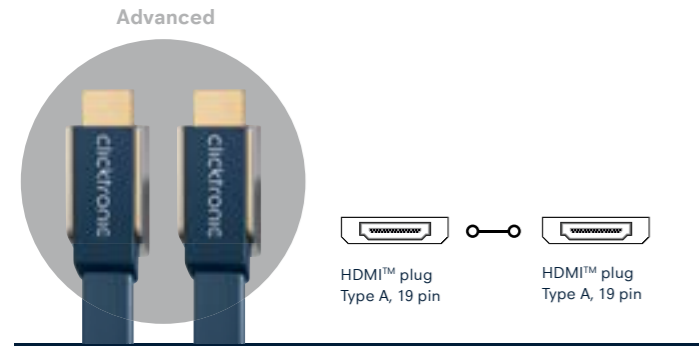 Advanced
clicktronic
clicktronic
HDMI™ plug
Type A, 19 pin
HDMI™ plug
Type A, 19 pin